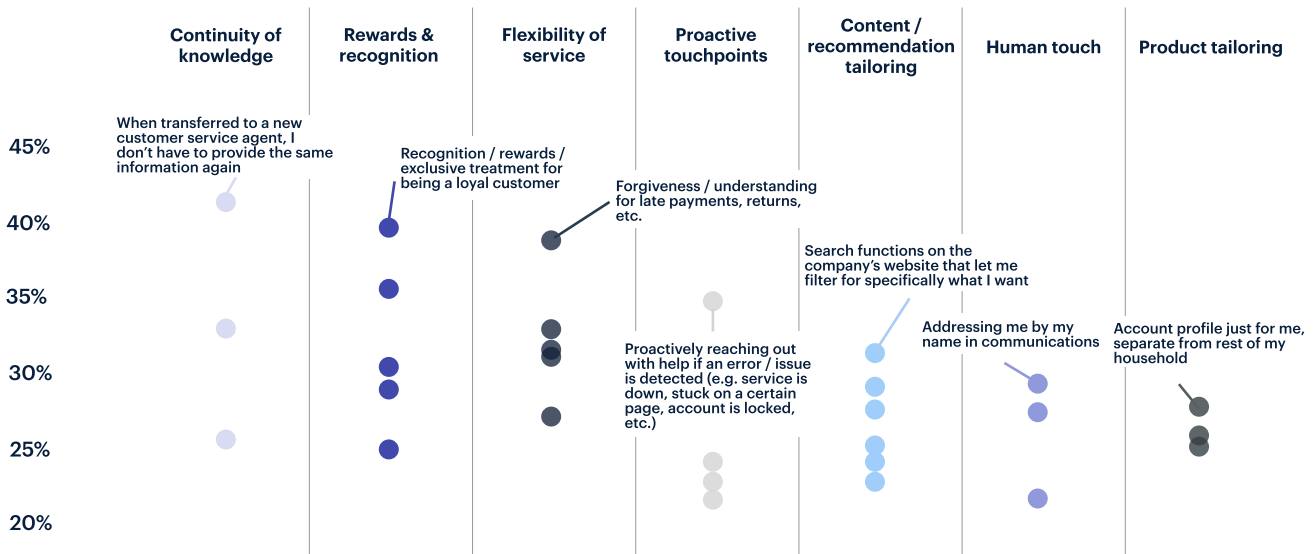 Continuity of
knowledge
Rewards &
recognition
Flexibility of
service
Proactive
touchpoints
Content /
recommendation
tailoring
Human touch
Product tailoring
45%
40%
35%
30%
25%
20%
When transferred to a new
customer service agent, I
don’t have to provide the same
information again
Recognition / rewards /
exclusive treatment for
being a loyal customer
Forgiveness / understanding
for late payments, returns,
etc.
Proactively reaching out
with help if an error / issue
is detected (e.g. service is
down, stuck on a certain
page, account is locked,
etc.)
Search functions on the
company’s website that let me
filter for specifically what I want
Addressing me by my
name in communications
Account profile just for me,
separate from rest of my
household